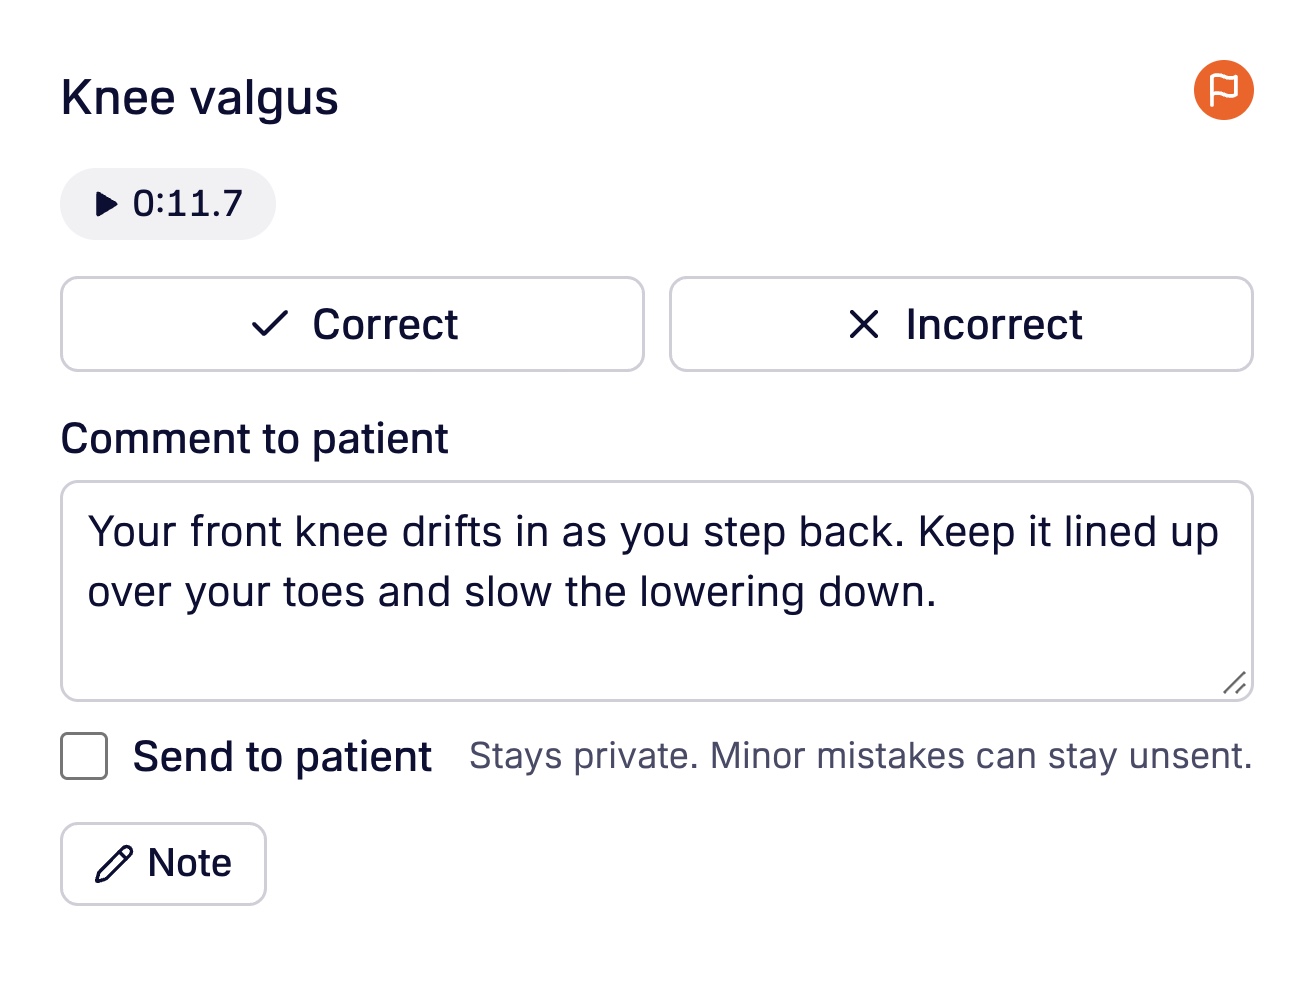 Knee valgus
0:11.7
Correct
Incorrect
Comment to patient
Your front knee drifts in as you step back. Keep it lined up
over your toes and slow the lowering down.
Send to patient
Stays private. Minor mistakes can stay unsent.
Note